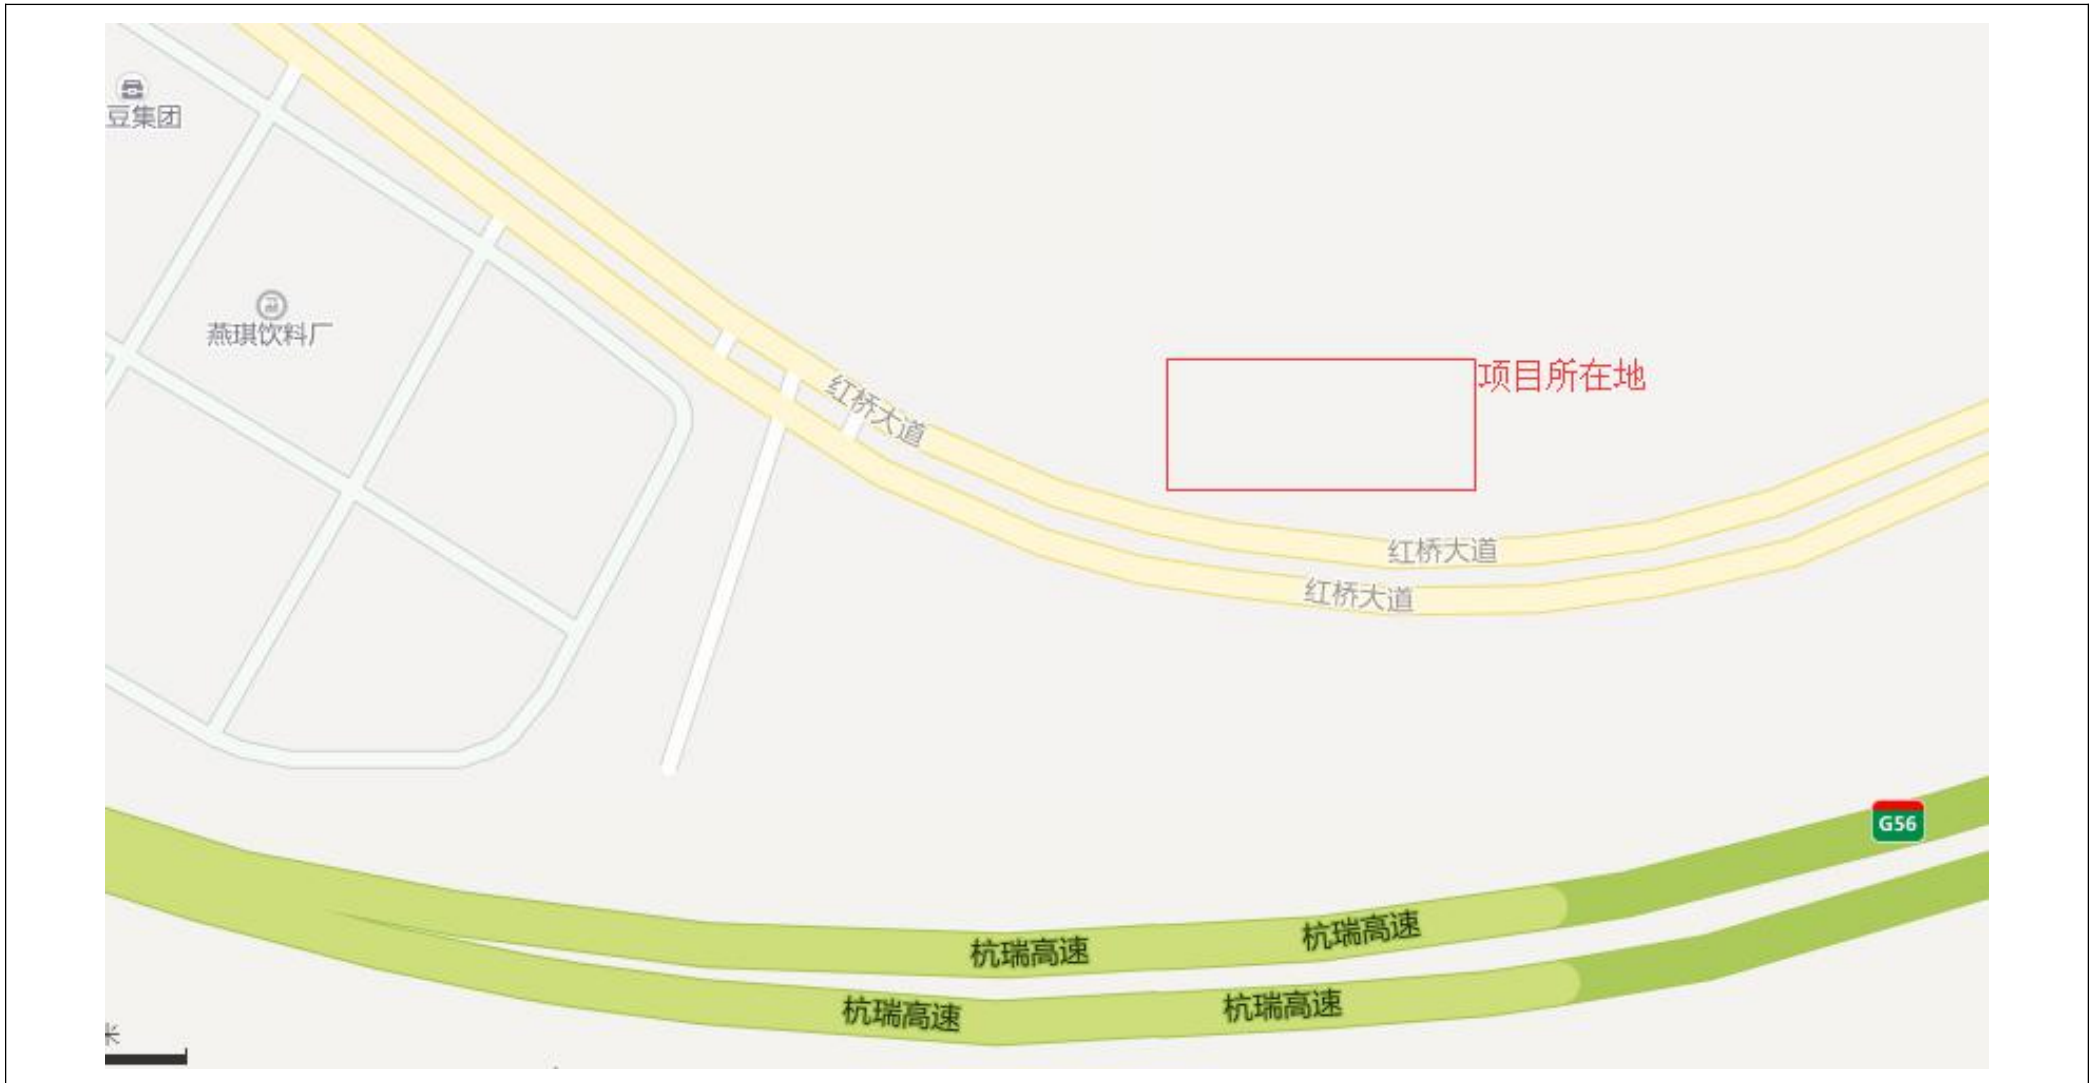 豆集团
燕琪饮料厂
红桥大道
项目所在地
红桥大道
红桥大道
G56
杭瑞高速
杭瑞高速
杭瑞高速
杭瑞高速
米